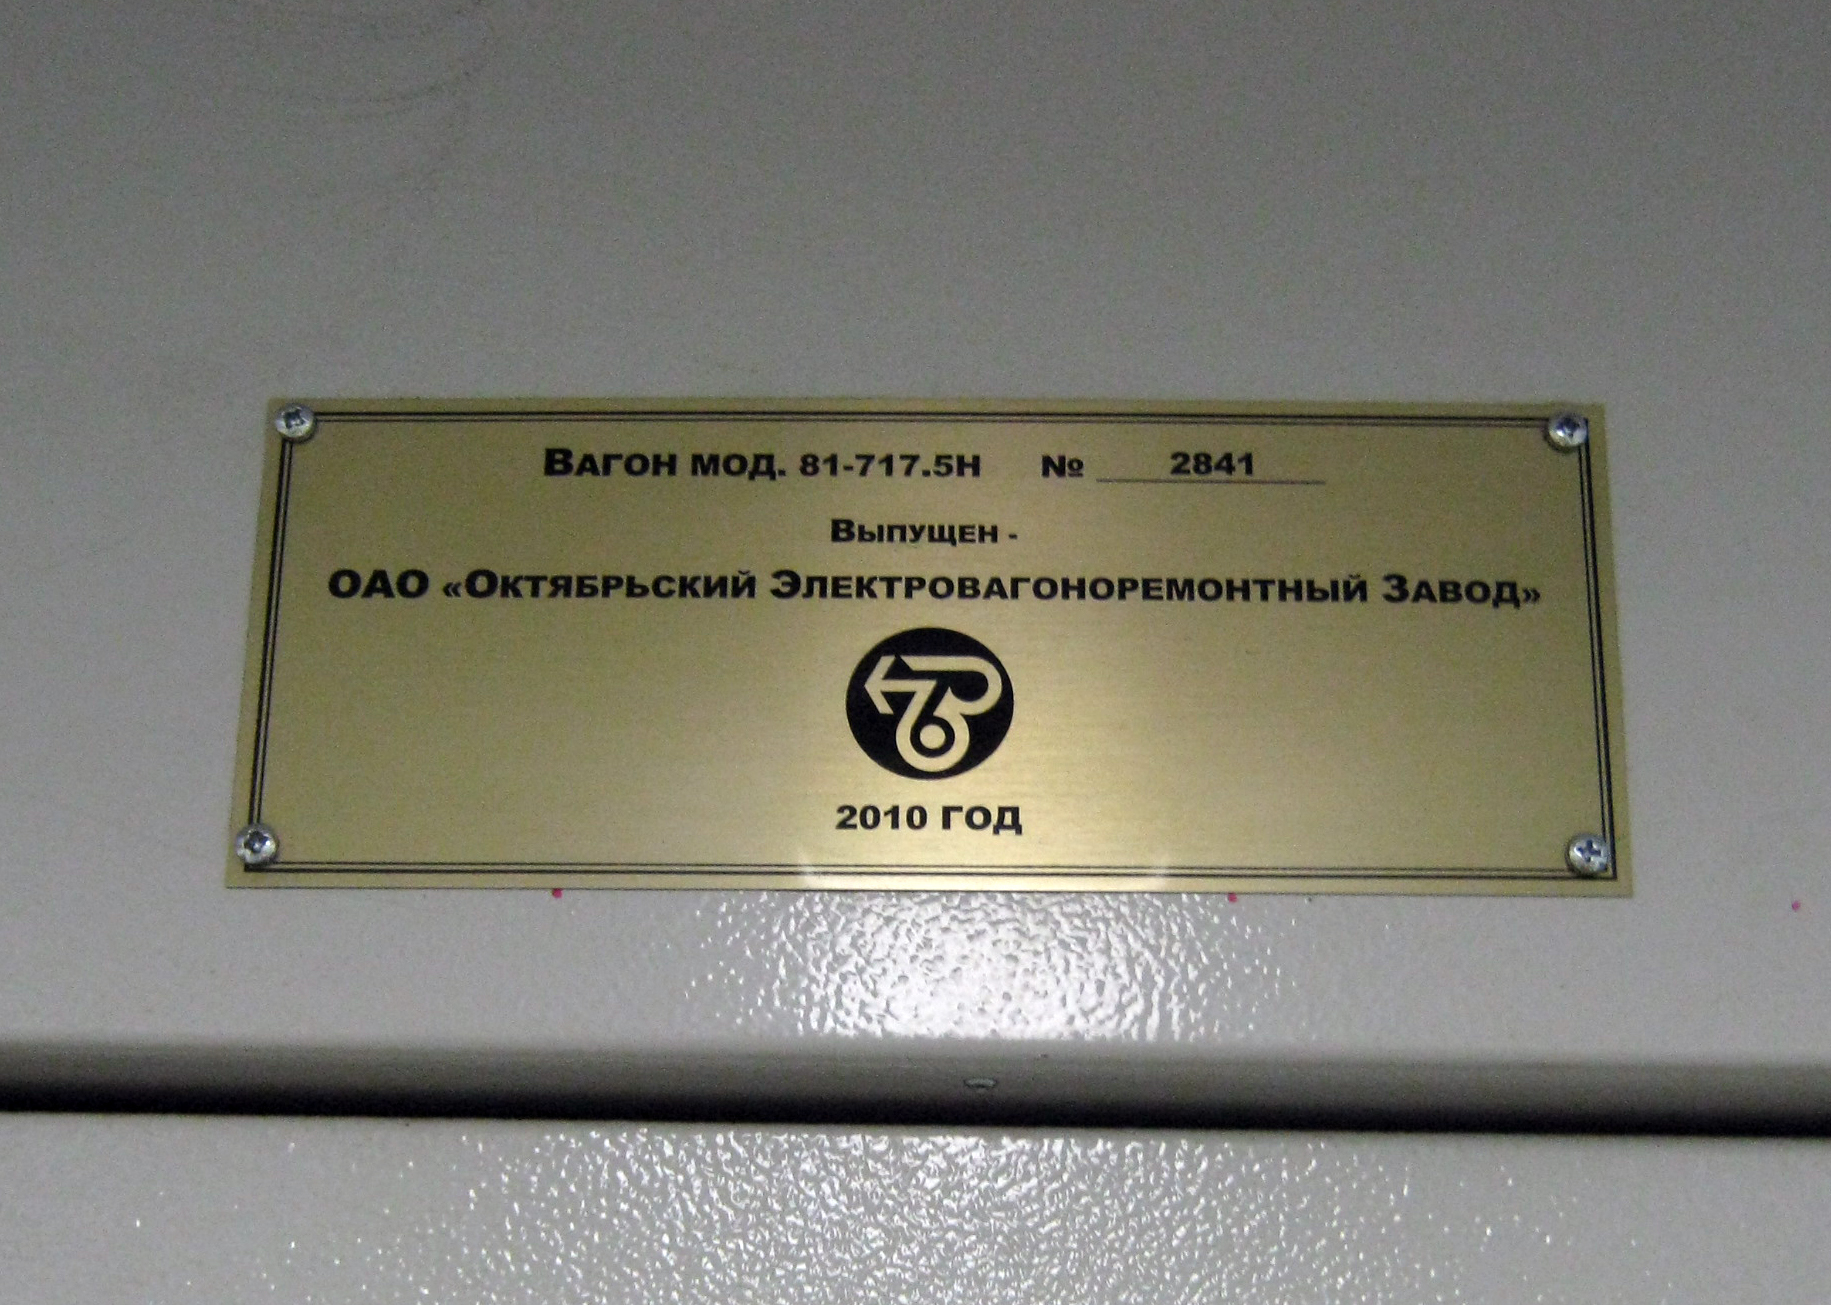 Вагон мод. 81-717.5Н № 2841
Выпущен -
ОАО «Октябрьский Электровагоноремонтный Завод»
2010 год